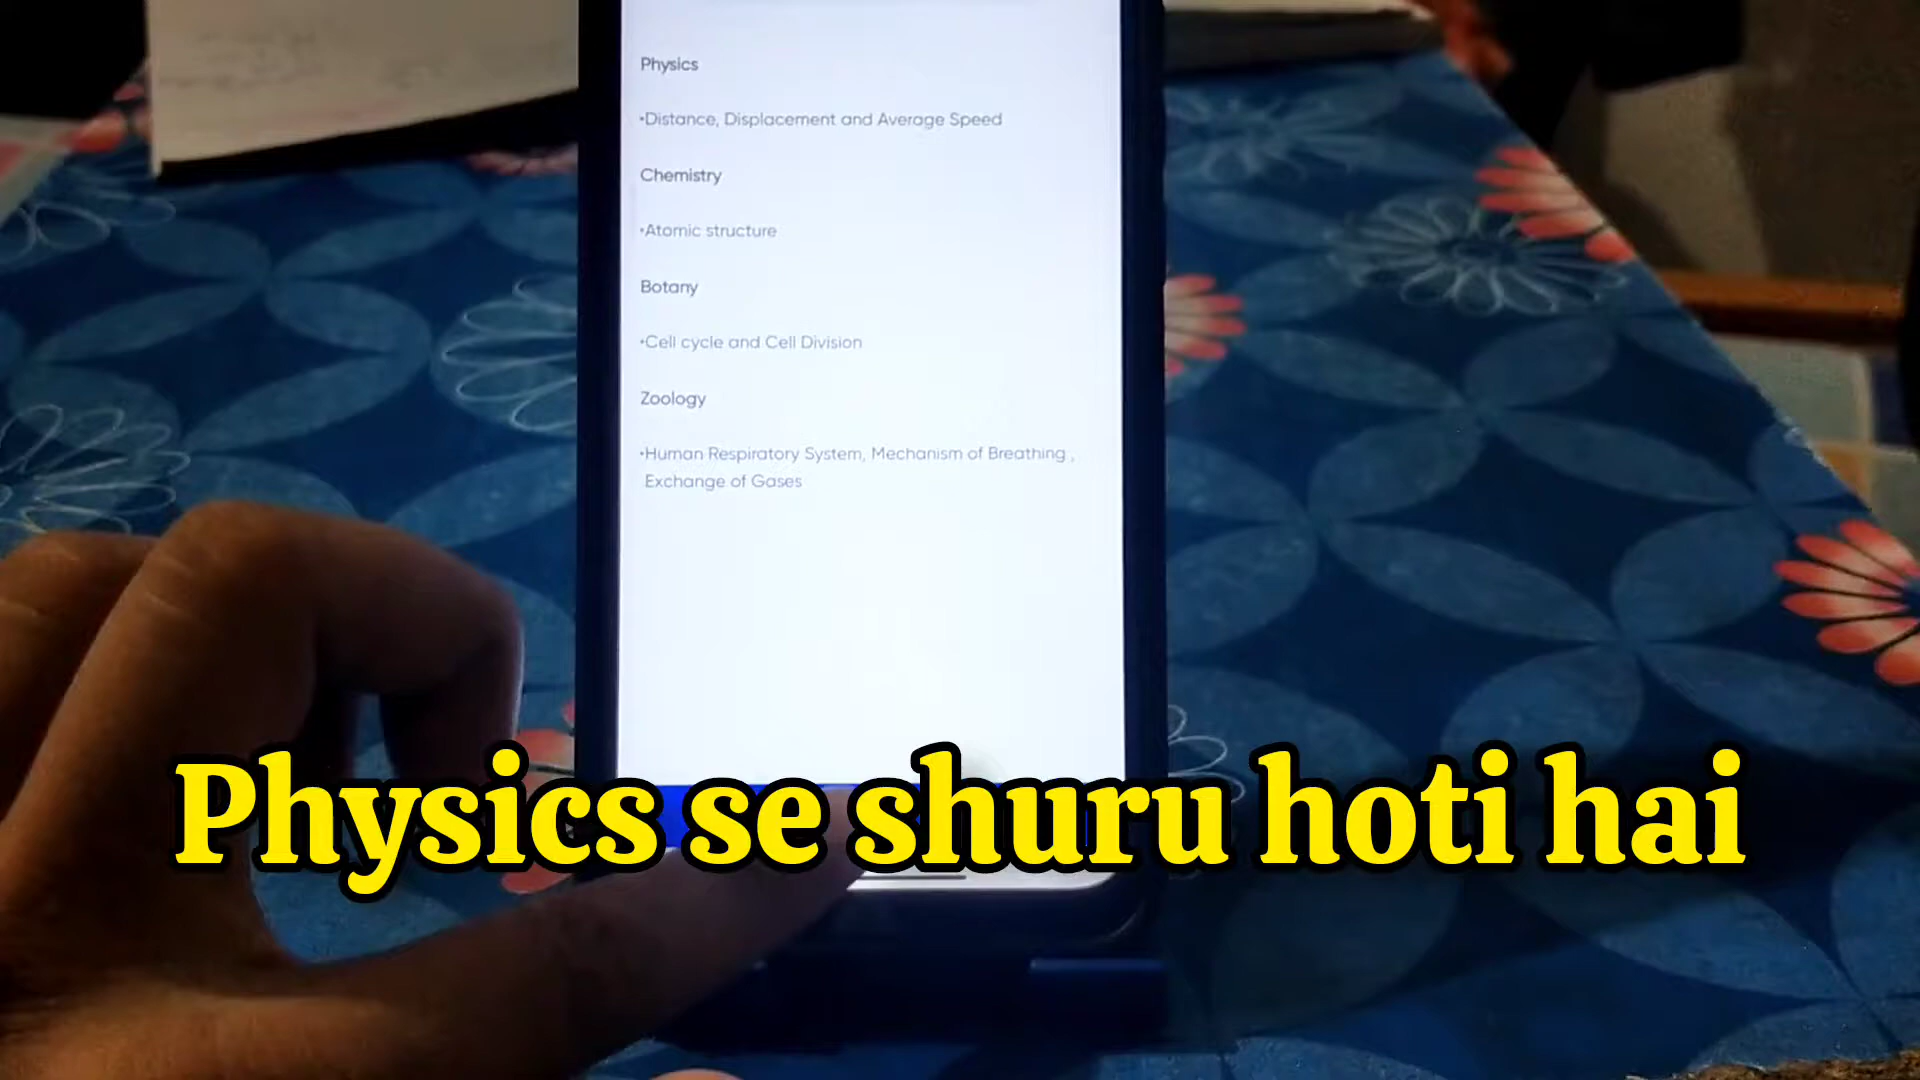 Physics
•Distance, Displacement and Average Speed
Chemistry
•Atomic structure
Botany
•Cell cycle and Cell Division
Zoology
•Human Respiratory System, Mechanism of Breathing ,
Exchange of Gases
Physics se shuru hoti hai